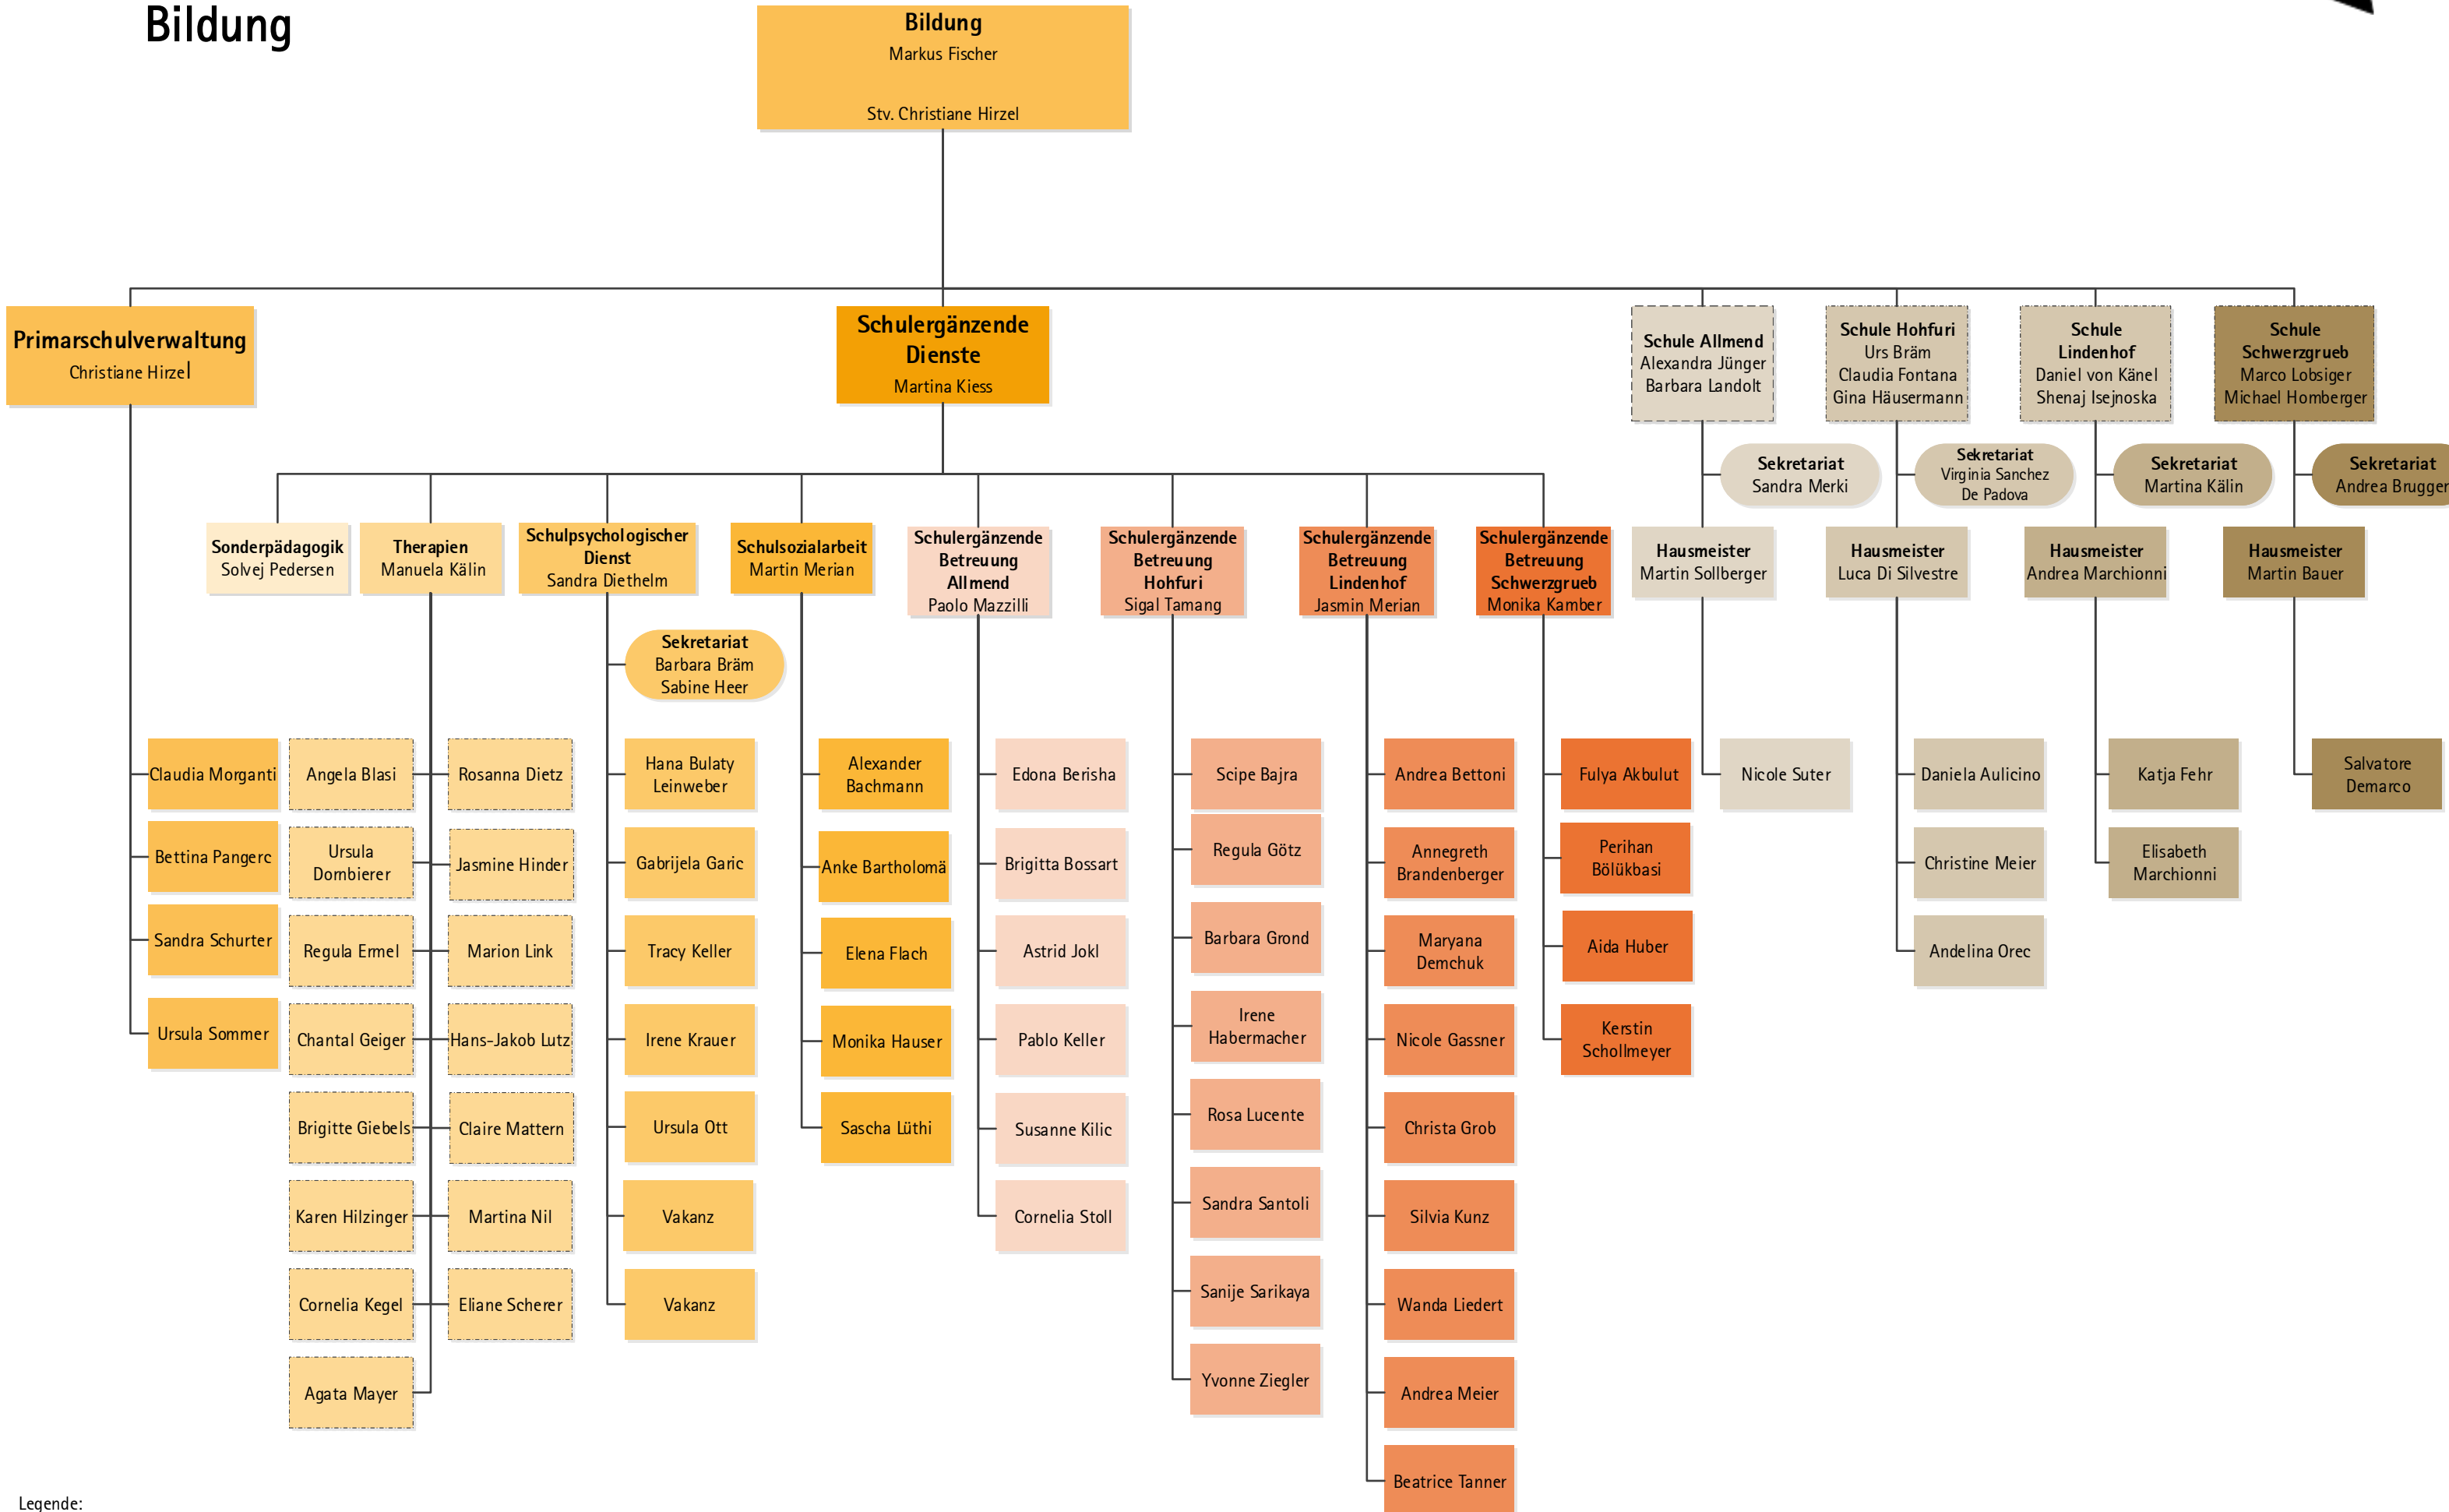 Bildung
Bildung
Markus Fischer
Stv. Christiane Hirzel
Primarschulverwaltung
Christiane Hirzel
Schulergänzende
Dienste
Martina Kiess
Schule Allmend
Alexandra Jünger
Barbara Landolt
Schule Hohfuri
Urs Bräm
Claudia Fontana
Gina Häusermann
Schule
Lindenhof
Daniel von Känel
Shenaj Isejnoska
Schule
Schwerzgrueb
Marco Lobsiger
Michael Homberger
Sekretariat
Sandra Merki
Sekretariat
Virginia Sanchez
De Padova
Sekretariat
Martina Kälin
Sekretariat
Andrea Brugger
Sonderpädagogik
Solvej Pedersen
Therapien
Manuela Kälin
Schulpsychologischer
Dienst
Sandra Diethelm
Schulsozialarbeit
Martin Merian
Schulergänzende
Betreuung
Allmend
Paolo Mazzilli
Schulergänzende
Betreuung
Hohfuri
Sigal Tamang
Schulergänzende
Betreuung
Lindenhof
Jasmin Merian
Schulergänzende
Betreuung
Schwerzgrueb
Monika Kamber
Hausmeister
Martin Sollberger
Hausmeister
Luca Di Silvestre
Hausmeister
Andrea Marchionni
Hausmeister
Martin Bauer
Sekretariat
Barbara Bräm
Sabine Heer
Claudia Morganti
Bettina Pangerc
Sandra Schurter
Ursula Sommer
Angela Blasi
Ursula
Dornbierer
Regula Ermel
Chantal Geiger
Brigitte Giebels
Karen Hilzinger
Cornelia Kegel
Agata Mayer
Rosanna Dietz
Jasmine Hinder
Marion Link
Hans-Jakob Lutz
Claire Mattern
Martina Nil
Eliane Scherer
Hana Bulaty
Leinweber
Gabrijela Garic
Tracy Keller
Irene Krauer
Ursula Ott
Vakanz
Vakanz
Alexander
Bachmann
Anke Bartholomä
Elena Flach
Monika Hauser
Sascha Lüthi
Edona Berisha
Brigitta Bossart
Astrid Jokl
Pablo Keller
Susanne Kilic
Cornelia Stoll
Scipe Bajra
Regula Götz
Barbara Grond
Irene
Habermacher
Rosa Lucente
Sandra Santoli
Sanije Sarikaya
Yvonne Ziegler
Andrea Bettoni
Annegreth
Brandenberger
Maryana
Demchuk
Nicole Gassner
Christa Grob
Silvia Kunz
Wanda Liedert
Andrea Meier
Beatrice Tanner
Fulya Akbulut
Perihan
Bölükbasi
Aida Huber
Kerstin
Schollmeyer
Nicole Suter
Daniela Aulicino
Christine Meier
Andelina Orec
Katja Fehr
Elisabeth
Marchionni
Salvatore
Demarco
Legende: